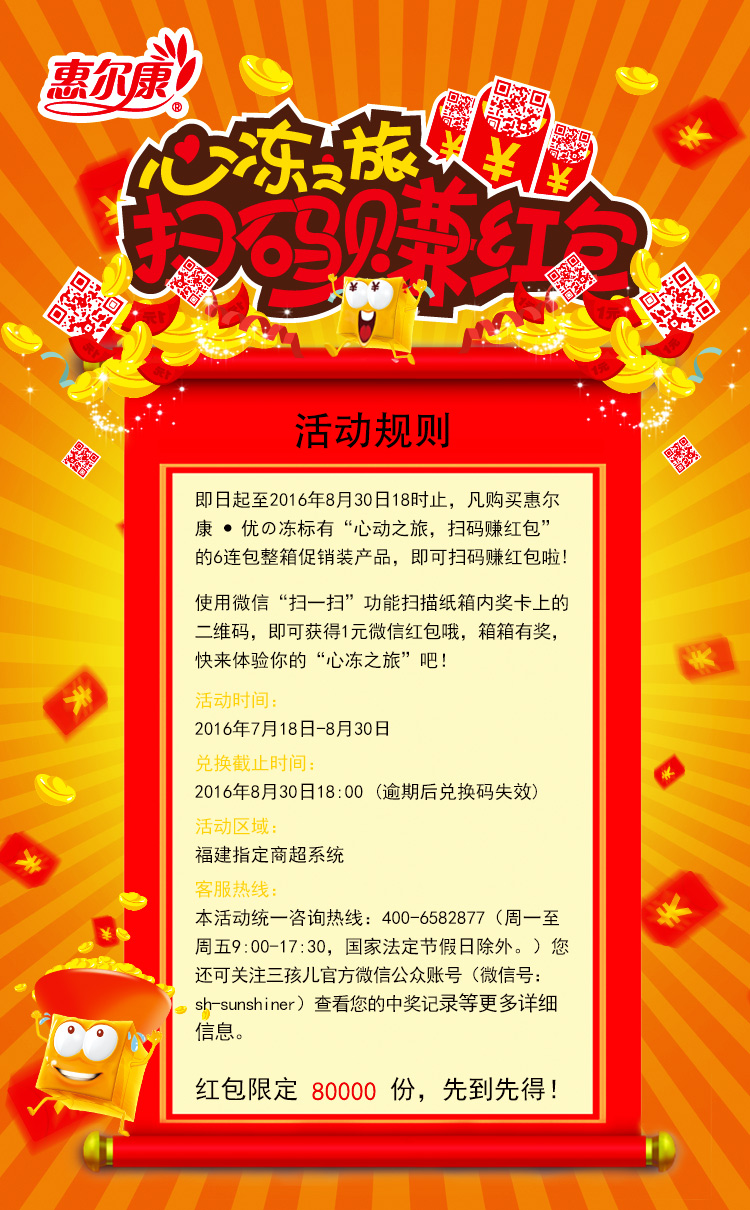 惠尔康®
心冻之旅
扫码赚红包
活动规则
即日起至2016年8月30日18时止，凡购买惠尔
康 • 优の冻标有“心动之旅，扫码赚红包”
的6连包整箱促销装产品，即可扫码赚红包啦！
使用微信“扫一扫”功能扫描纸箱内奖卡上的
二维码，即可获得1元微信红包哦，箱箱有奖，
快来体验你的“心冻之旅”吧！
活动时间：
2016年7月18日-8月30日
兑换截止时间：
2016年8月30日18:00（逾期后兑换码失效）
活动区域：
福建指定商超系统
客服热线：
本活动统一咨询热线：400-6582877（周一至
周五9:00-17:30，国家法定节假日除外。）您
还可关注三孩儿官方微信公众账号（微信号：
sh-sunshiner）查看您的中奖记录等更多详细
信息。
红包限定 80000 份，先到先得！